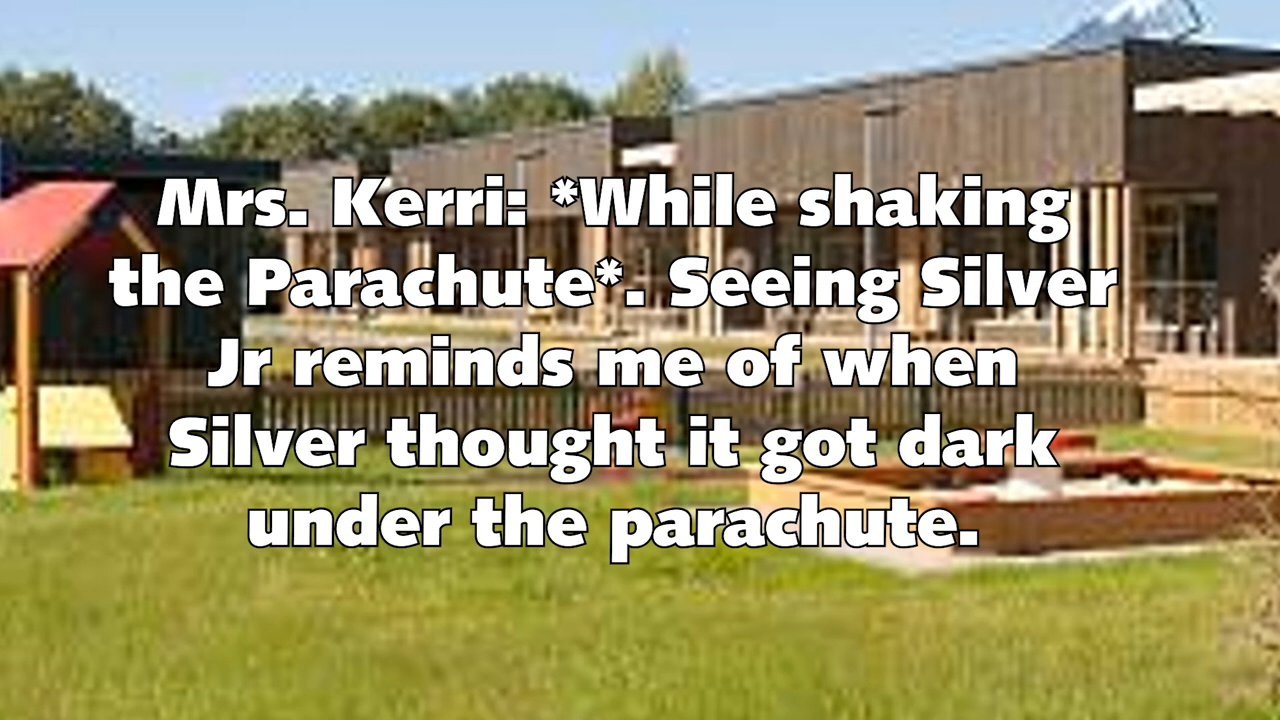 Mrs. Kerri: *While shaking
the Parachute*. Seeing Silver
Jr reminds me of when
Silver thought it got dark
under the parachute.